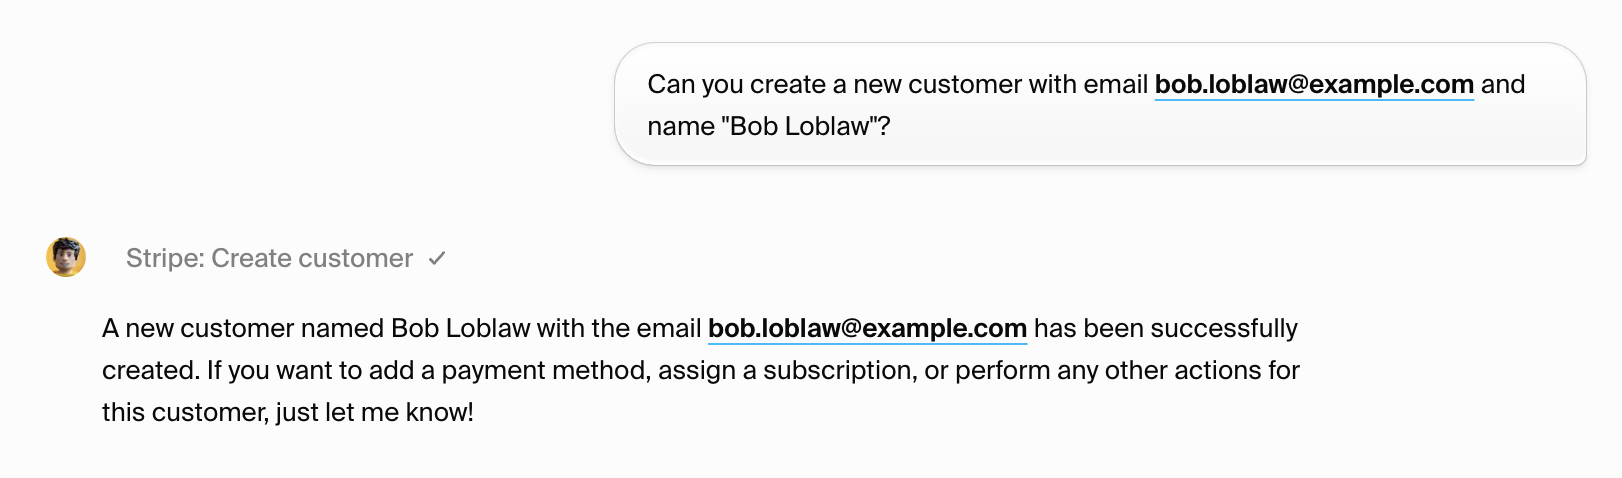 Can you create a new customer with email bob.loblaw@example.com and
name "Bob Loblaw"?
Stripe: Create customer ✓
A new customer named Bob Loblaw with the email bob.loblaw@example.com has been successfully
created. If you want to add a payment method, assign a subscription, or perform any other actions for
this customer, just let me know!